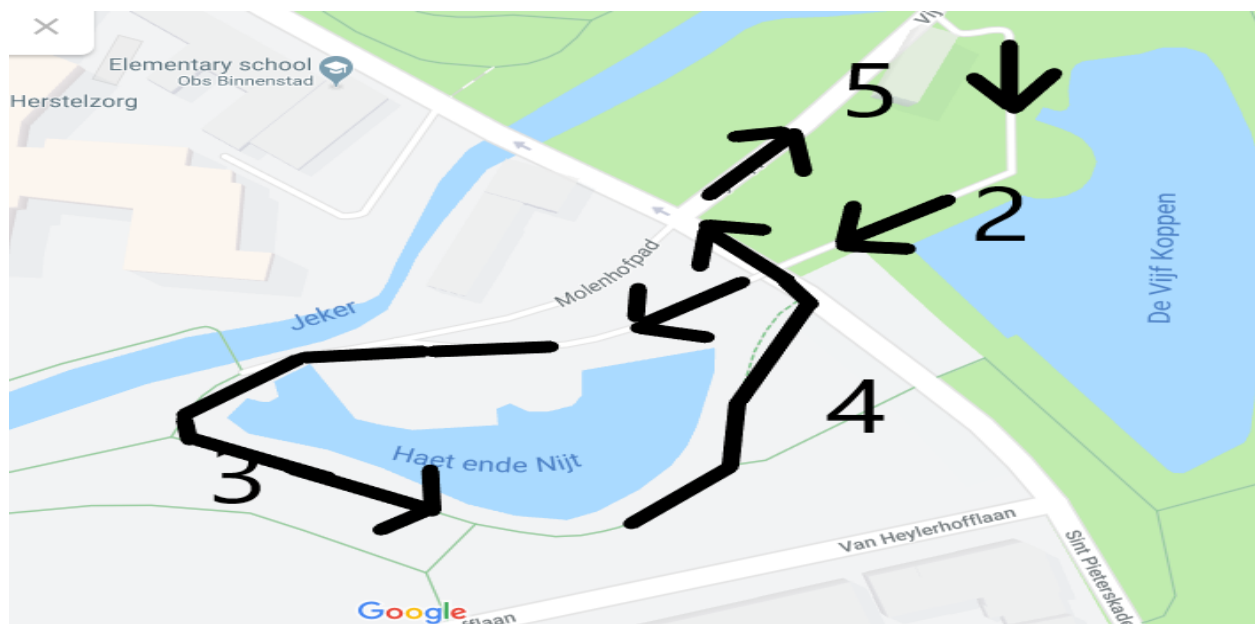 ×
Elementary school
Obs Binnenstad
Herstelzorg
5
2
De Vijf Koppen
Molenhofpad
Jeker
Haet ende Nijt
4
3
Van Heylerhofflaan
Sint Pieterskade
Google